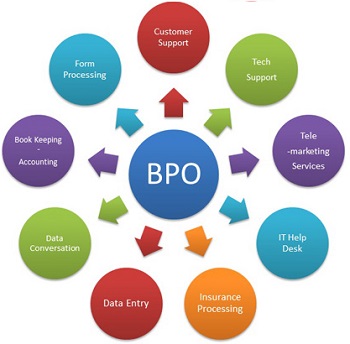 Customer
Support
Tech
Support
Tele
-marketing
Services
IT Help
Desk
Insurance
Processing
Data Entry
Data
Conversation
Book Keeping
-
Accounting
Form
Processing
BPO